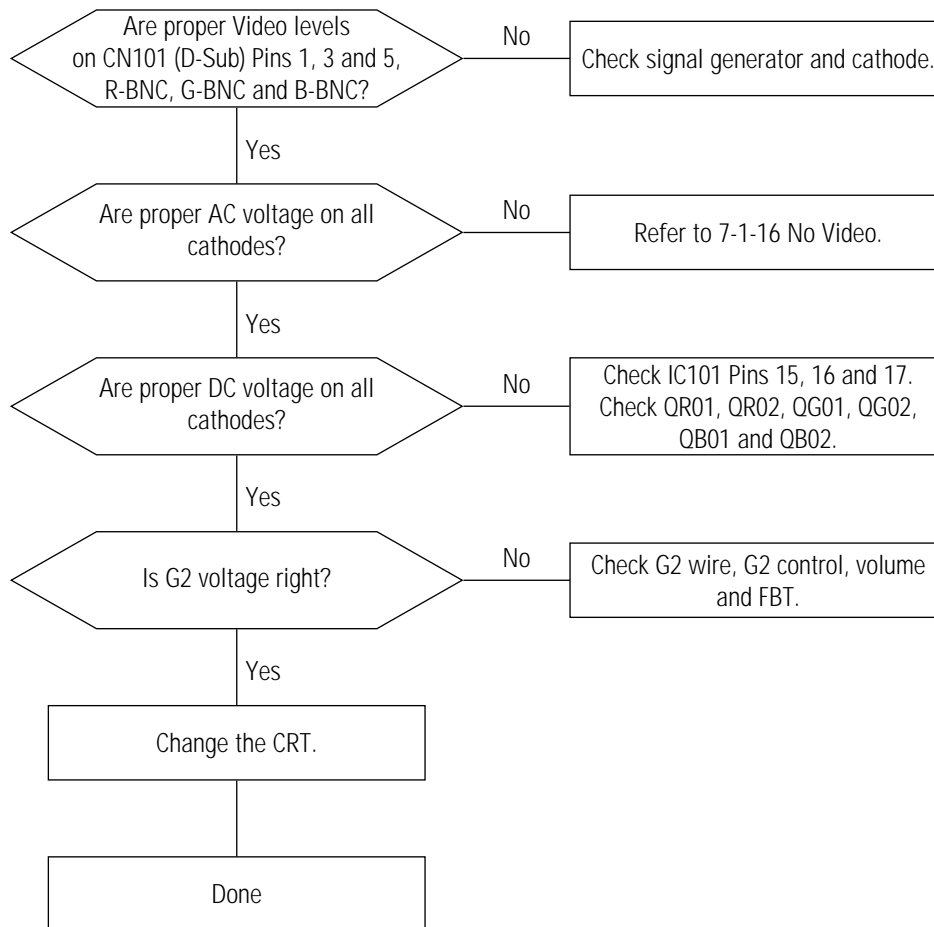 Are proper Video levels
on CN101 (D-Sub) Pins 1, 3 and 5,
R-BNC, G-BNC and B-BNC?
No
Check signal generator and cathode.
Yes
Are proper AC voltage on all
cathodes?
No
Refer to 7-1-16 No Video.
Yes
Are proper DC voltage on all
cathodes?
No
Check IC101 Pins 15, 16 and 17.
Check QR01, QR02, QG01, QG02,
QB01 and QB02.
Yes
Is G2 voltage right?
No
Check G2 wire, G2 control, volume
and FBT.
Yes
Change the CRT.
Done